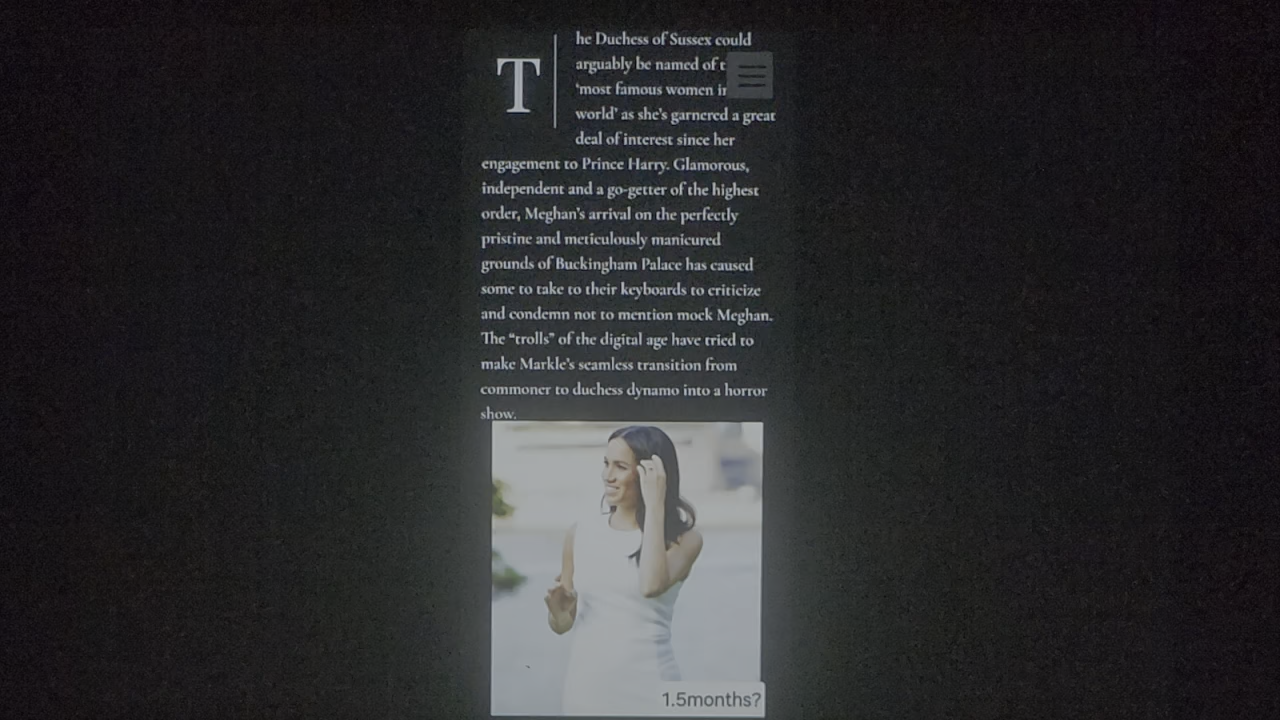 The Duchess of Sussex could
arguably be named of t
‘most famous women in
world’ as she’s garnered a great
deal of interest since her
engagement to Prince Harry. Glamorous,
independent and a go-getter of the highest
order, Meghan’s arrival on the perfectly
pristine and meticulously manicured
grounds of Buckingham Palace has caused
some to take to their keyboards to criticize
and condemn not to mention mock Meghan.
The “trolls” of the digital age have tried to
make Markle’s seamless transition from
commoner to duchess dynamo into a horror
show.
1.5months?